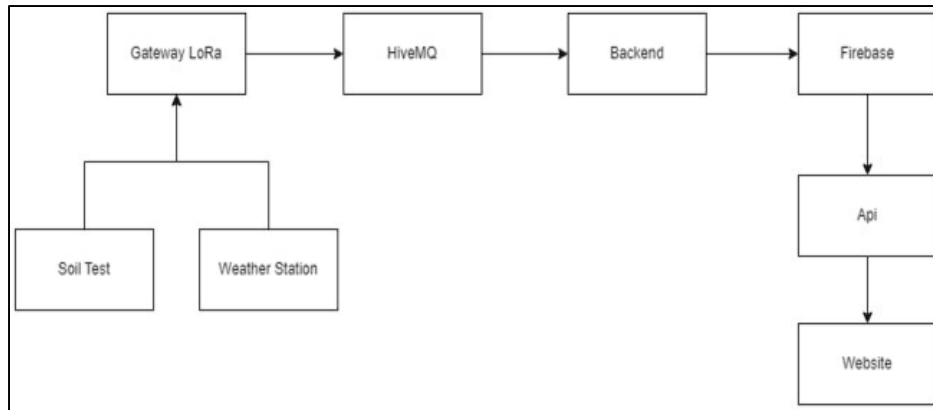 Gateway LoRa
HiveMQ
Backend
Firebase
Api
Soil Test
Weather Station
Website